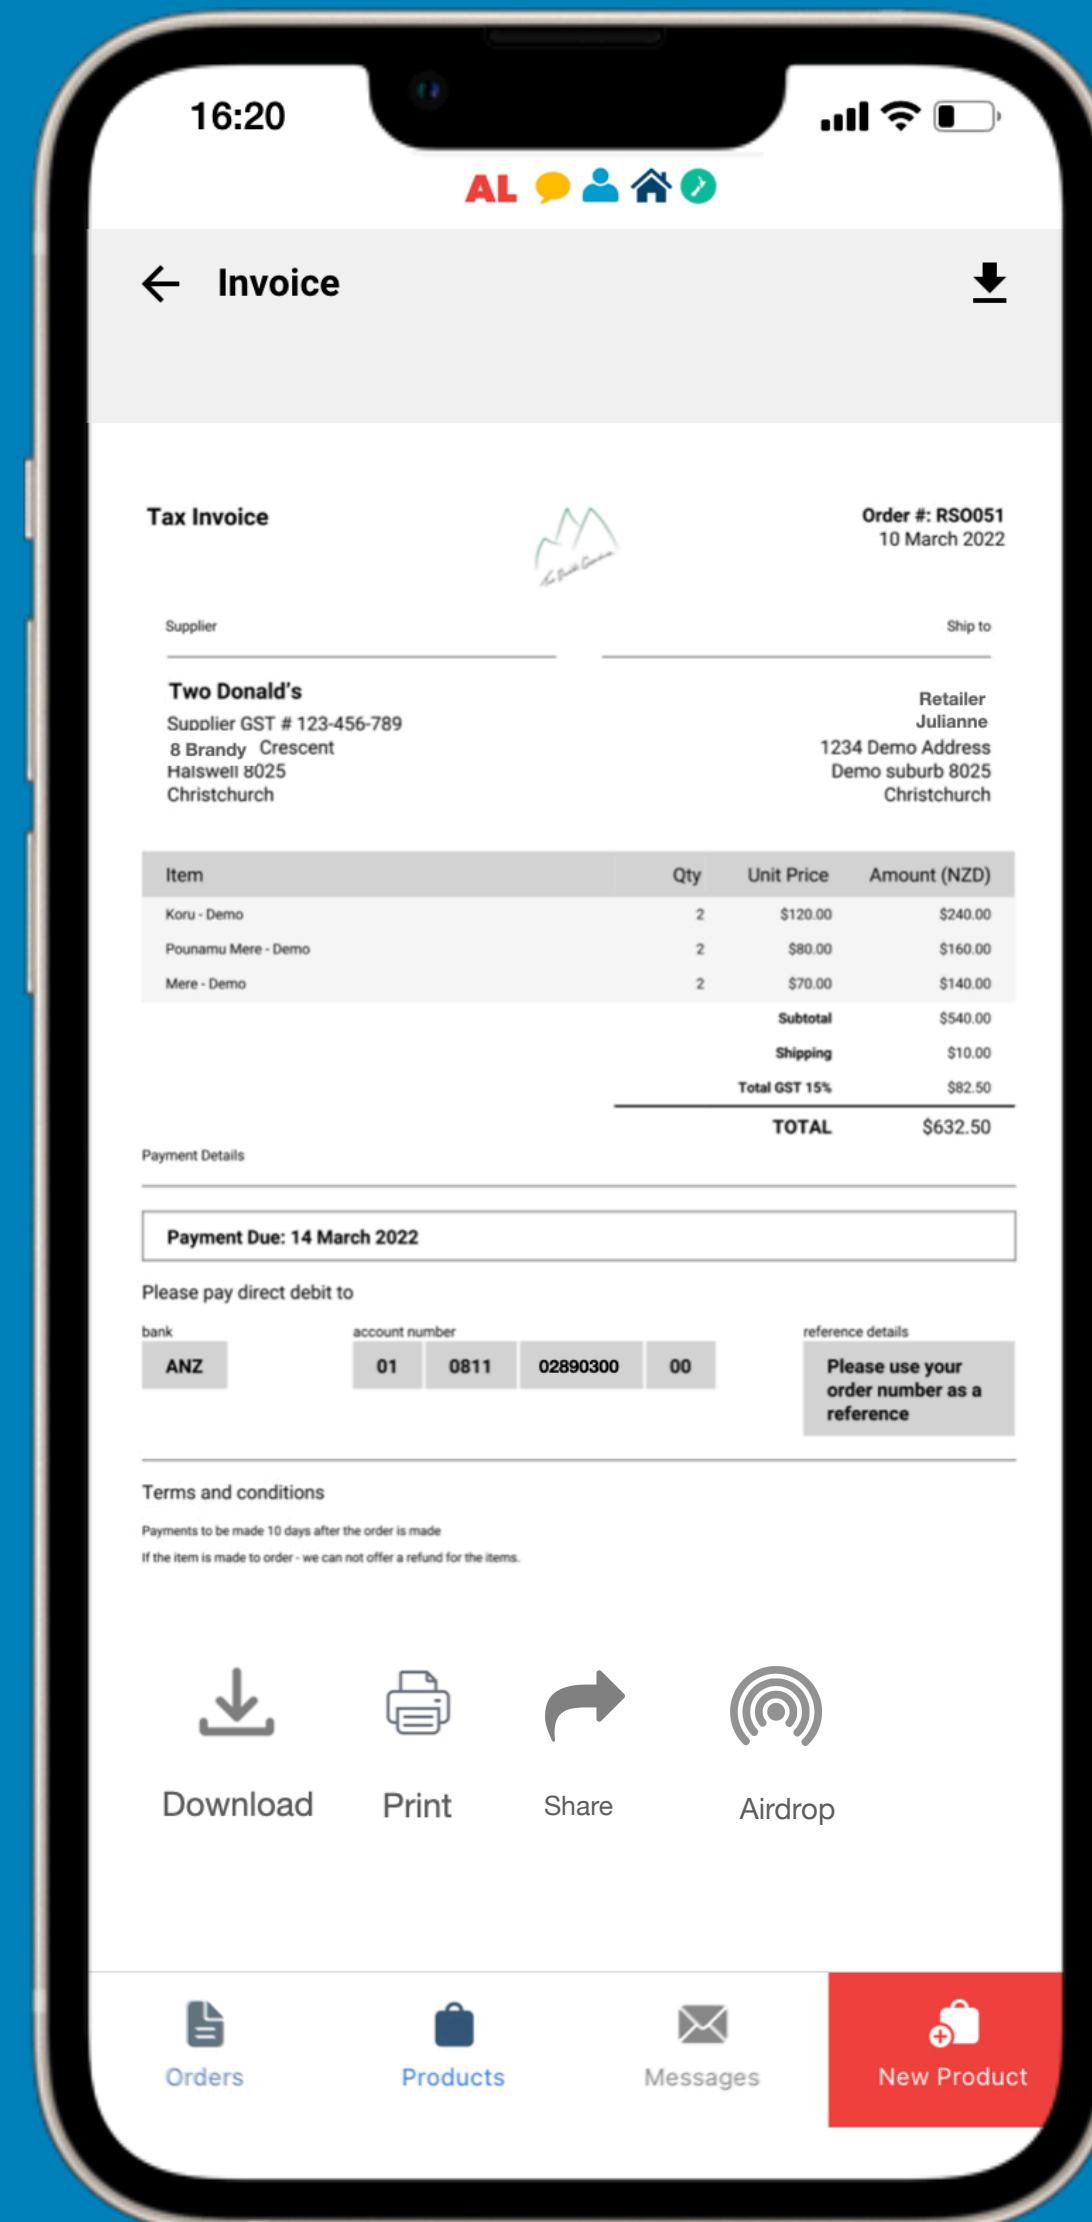 16:20
AL
Invoice
Tax Invoice
Order #: RSO051
10 March 2022
Supplier
Ship to
Two Donald's
Supplier GST # 123-456-789
8 Brandy Crescent
Halswell 8025
Christchurch
Retailer
Julianne
1234 Demo Address
Demo suburb 8025
Christchurch
Item Qty Unit Price Amount (NZD)
Koru - Demo 2 $120.00 $240.00
Pounamu Mere - Demo 2 $80.00 $160.00
Mere - Demo 2 $70.00 $140.00
Subtotal $540.00
Shipping $10.00
Total GST 15% $82.50
TOTAL $632.50
Payment Details
Payment Due: 14 March 2022
Please pay direct debit to
bank account number reference details
ANZ 01 0811 02890300 00
Please use your
order number as a
reference
Terms and conditions
Payments to be made 10 days after the order is made
If the item is made to order - we can not offer a refund for the items.
Download Print Share Airdrop
Orders Products Messages New Product